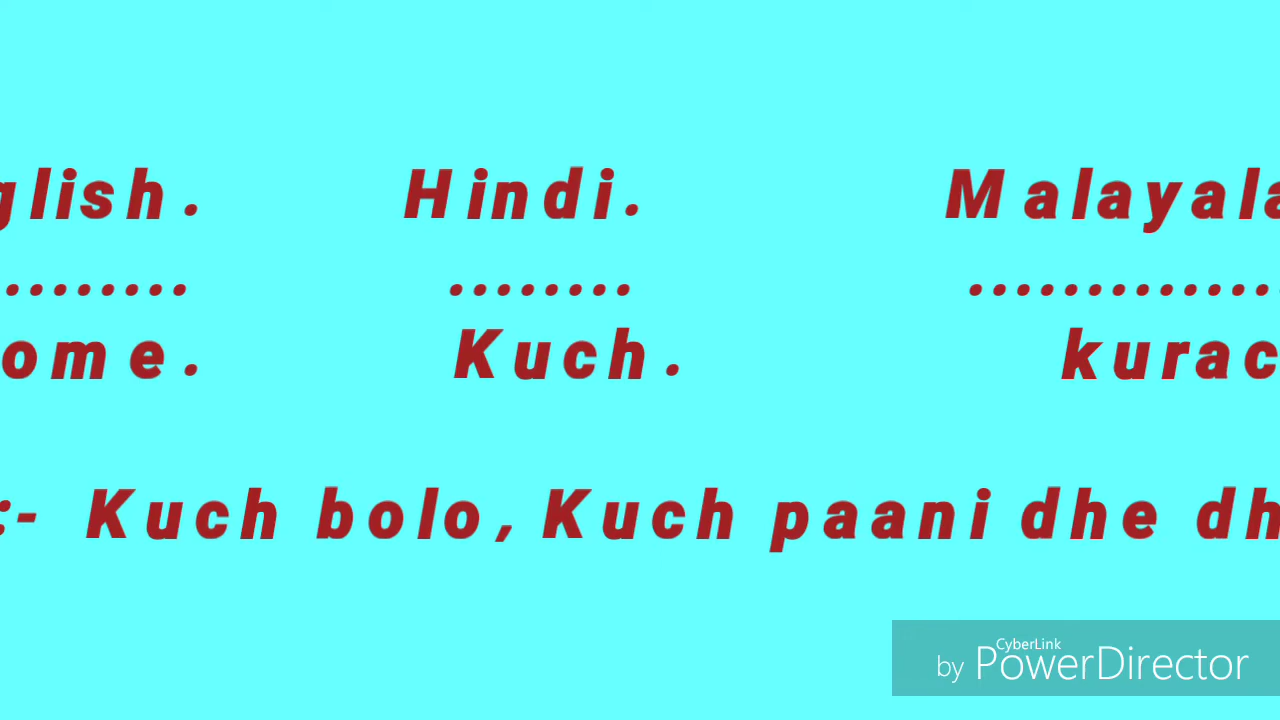 glish. Hindi. Malayala
........ ........ .............
ome. Kuch. kurac
:- Kuch bolo, Kuch paani dhe dh
CyberLink
by PowerDirector